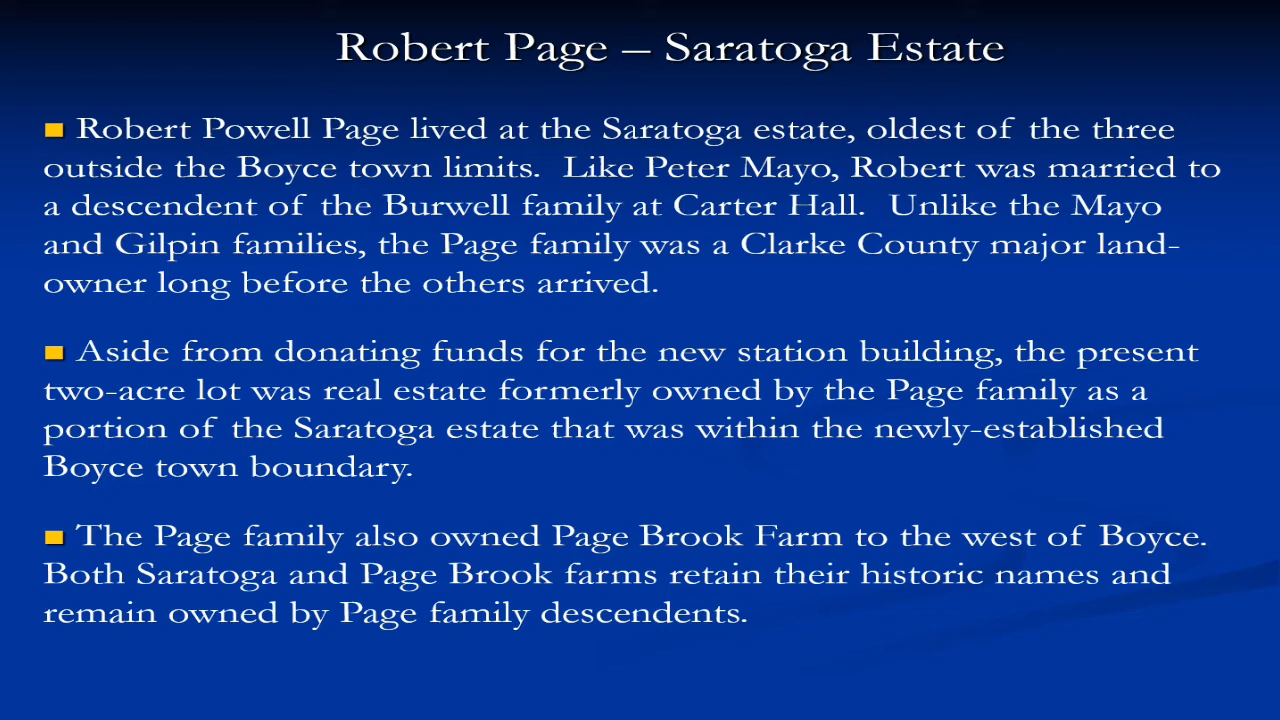 Robert Page – Saratoga Estate
Robert Powell Page lived at the Saratoga estate, oldest of the three
outside the Boyce town limits. Like Peter Mayo, Robert was married to
a descendent of the Burwell family at Carter Hall. Unlike the Mayo
and Gilpin families, the Page family was a Clarke County major land-
owner long before the others arrived.
Aside from donating funds for the new station building, the present
two-acre lot was real estate formerly owned by the Page family as a
portion of the Saratoga estate that was within the newly-established
Boyce town boundary.
The Page family also owned Page Brook Farm to the west of Boyce.
Both Saratoga and Page Brook farms retain their historic names and
remain owned by Page family descendents.